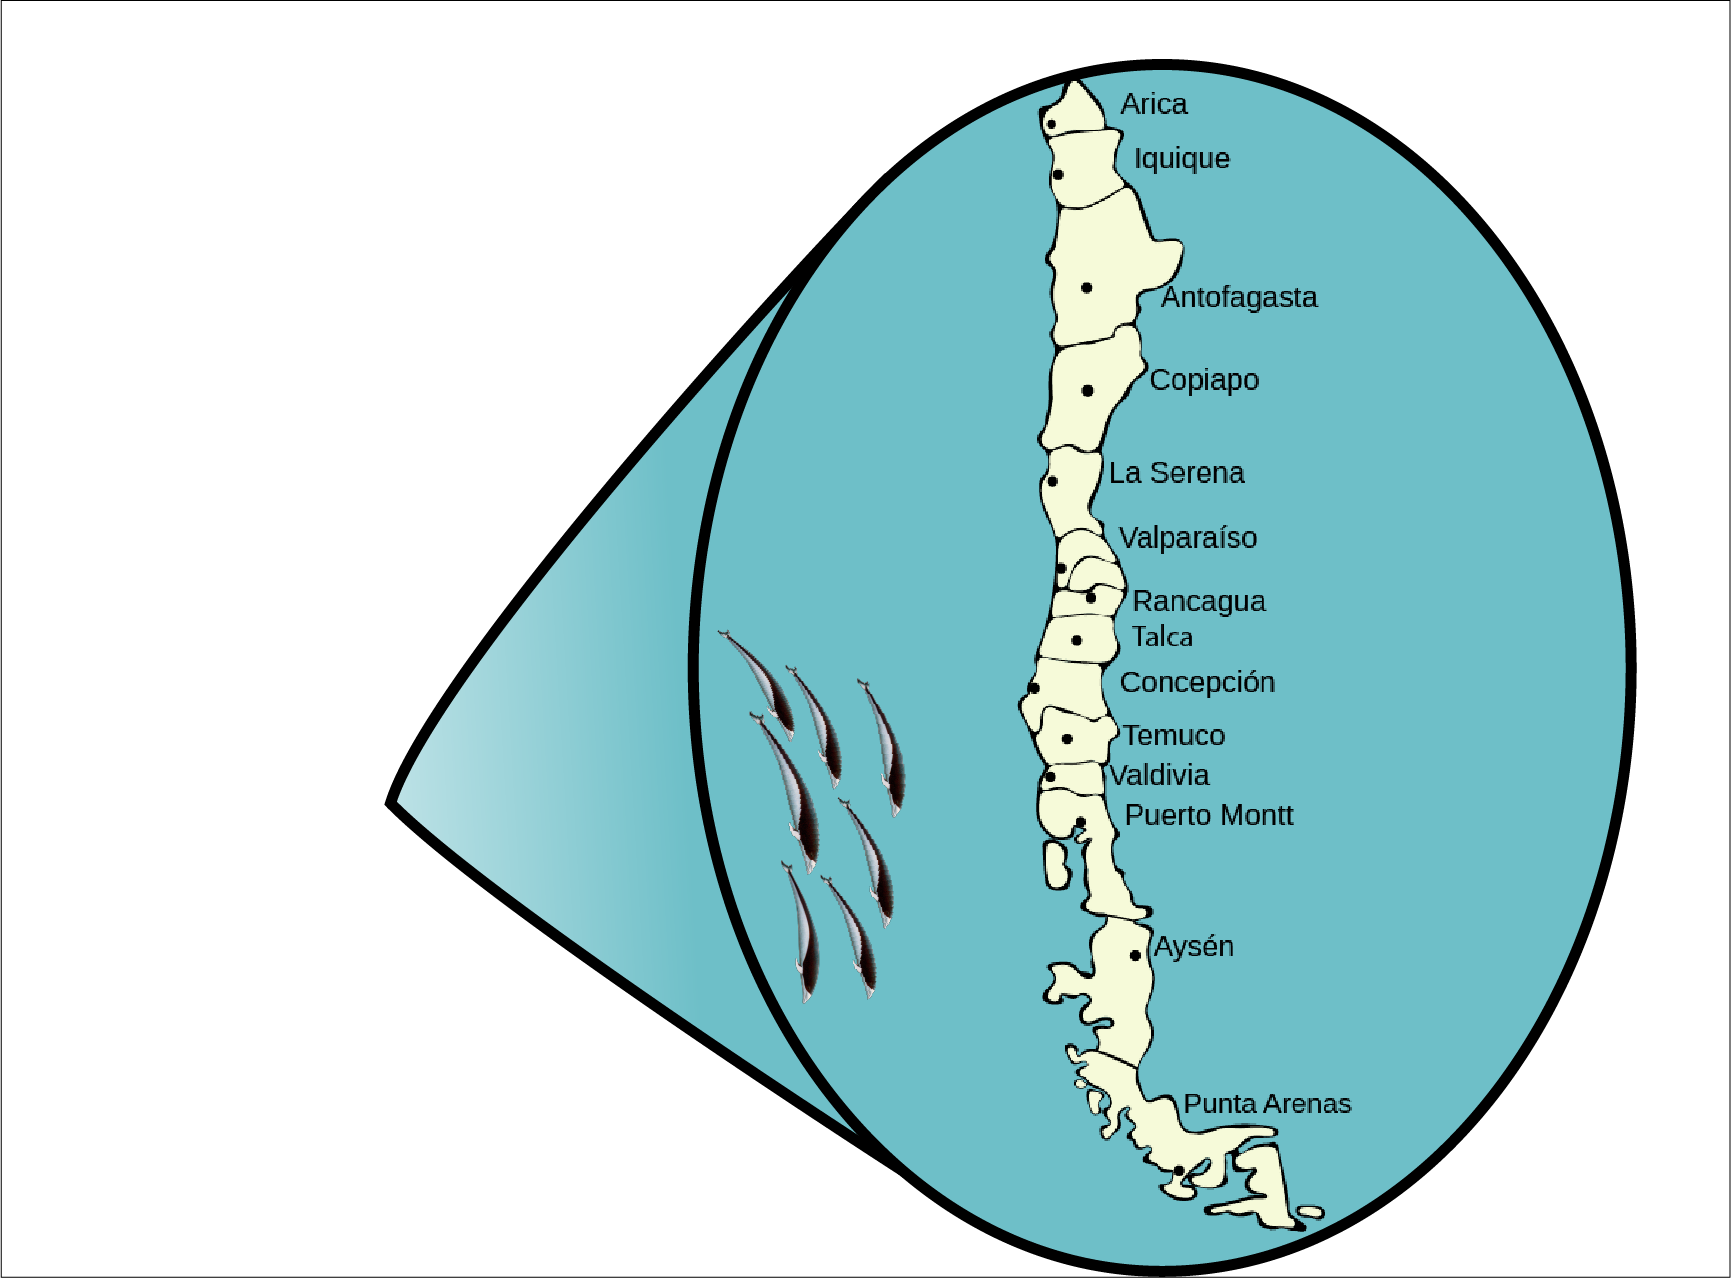 Arica
Iquique
Antofagasta
Copiapo
La Serena
Valparaíso
Rancagua
Talca
Concepción
Temuco
Valdivia
Puerto Montt
Aysén
Punta Arenas